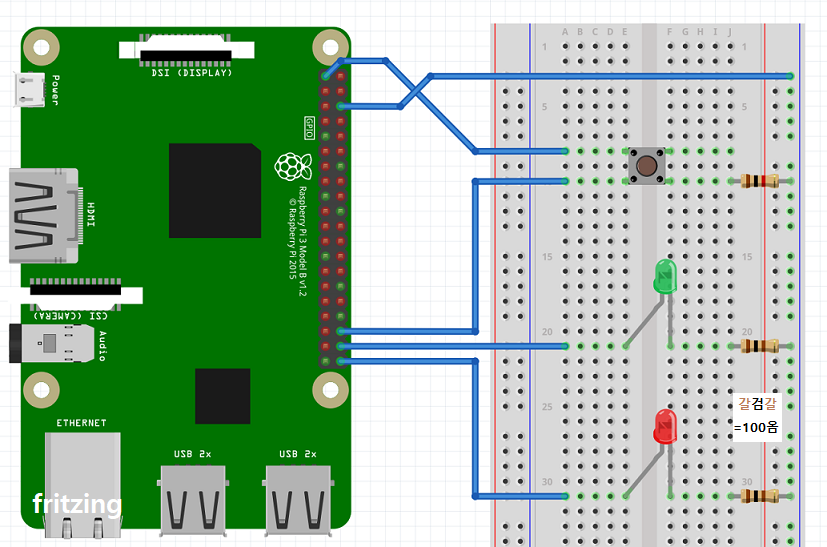 DSI (DISPLAY)
Power
GPIO
HDMI
Raspberry Pi 3 Model B v1.2
© Raspberry Pi 2015
CSI (CAMERA)
Audio
ETHERNET
USB 2x
USB 2x
fritzing
A B C D E
F G H I J
1
1
5
5
15
15
20
20
25
25
30
30
갈검갈
=100옴